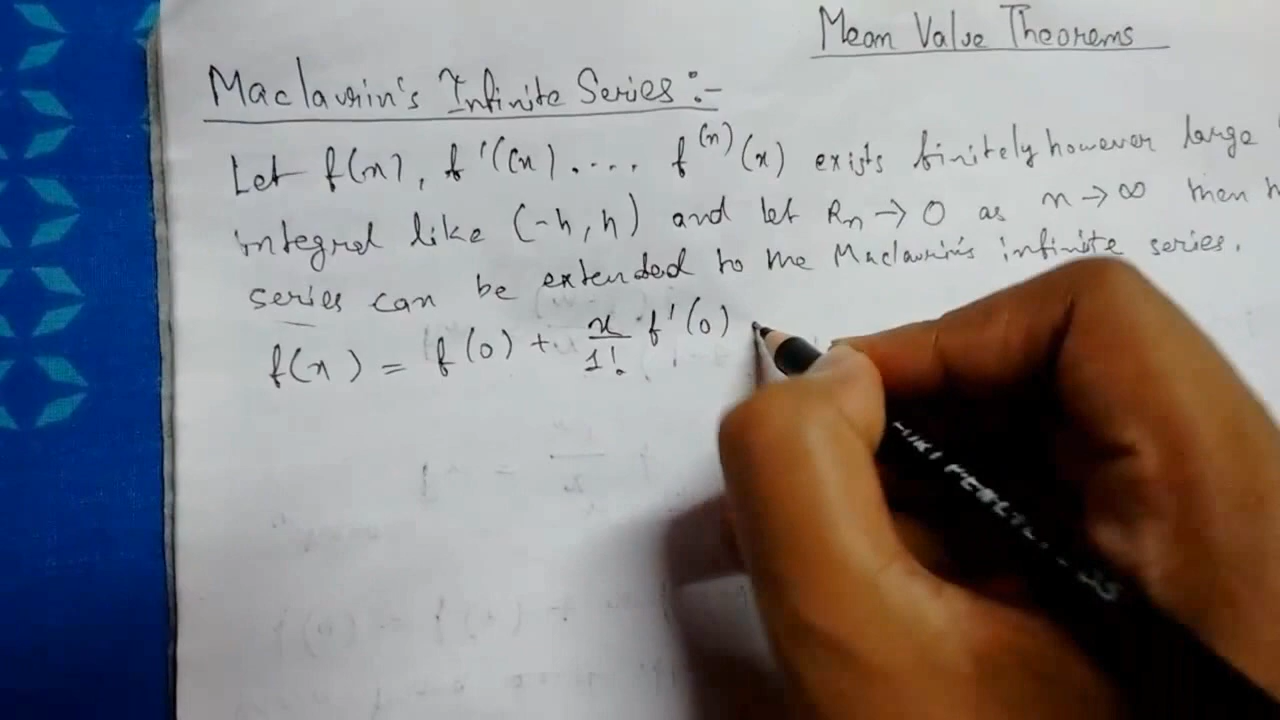 Mean Value Theorems
Maclaurin's Infinite Series :-
Let f(x), f'((x) .... f^(n) (x) exists finitely however large
integral like (-h, h) and let Rn → 0 as n → ∞ then
series can be extended to the Maclaurin's infinite series.
f(x) = f(0) + x/1! f'(0)